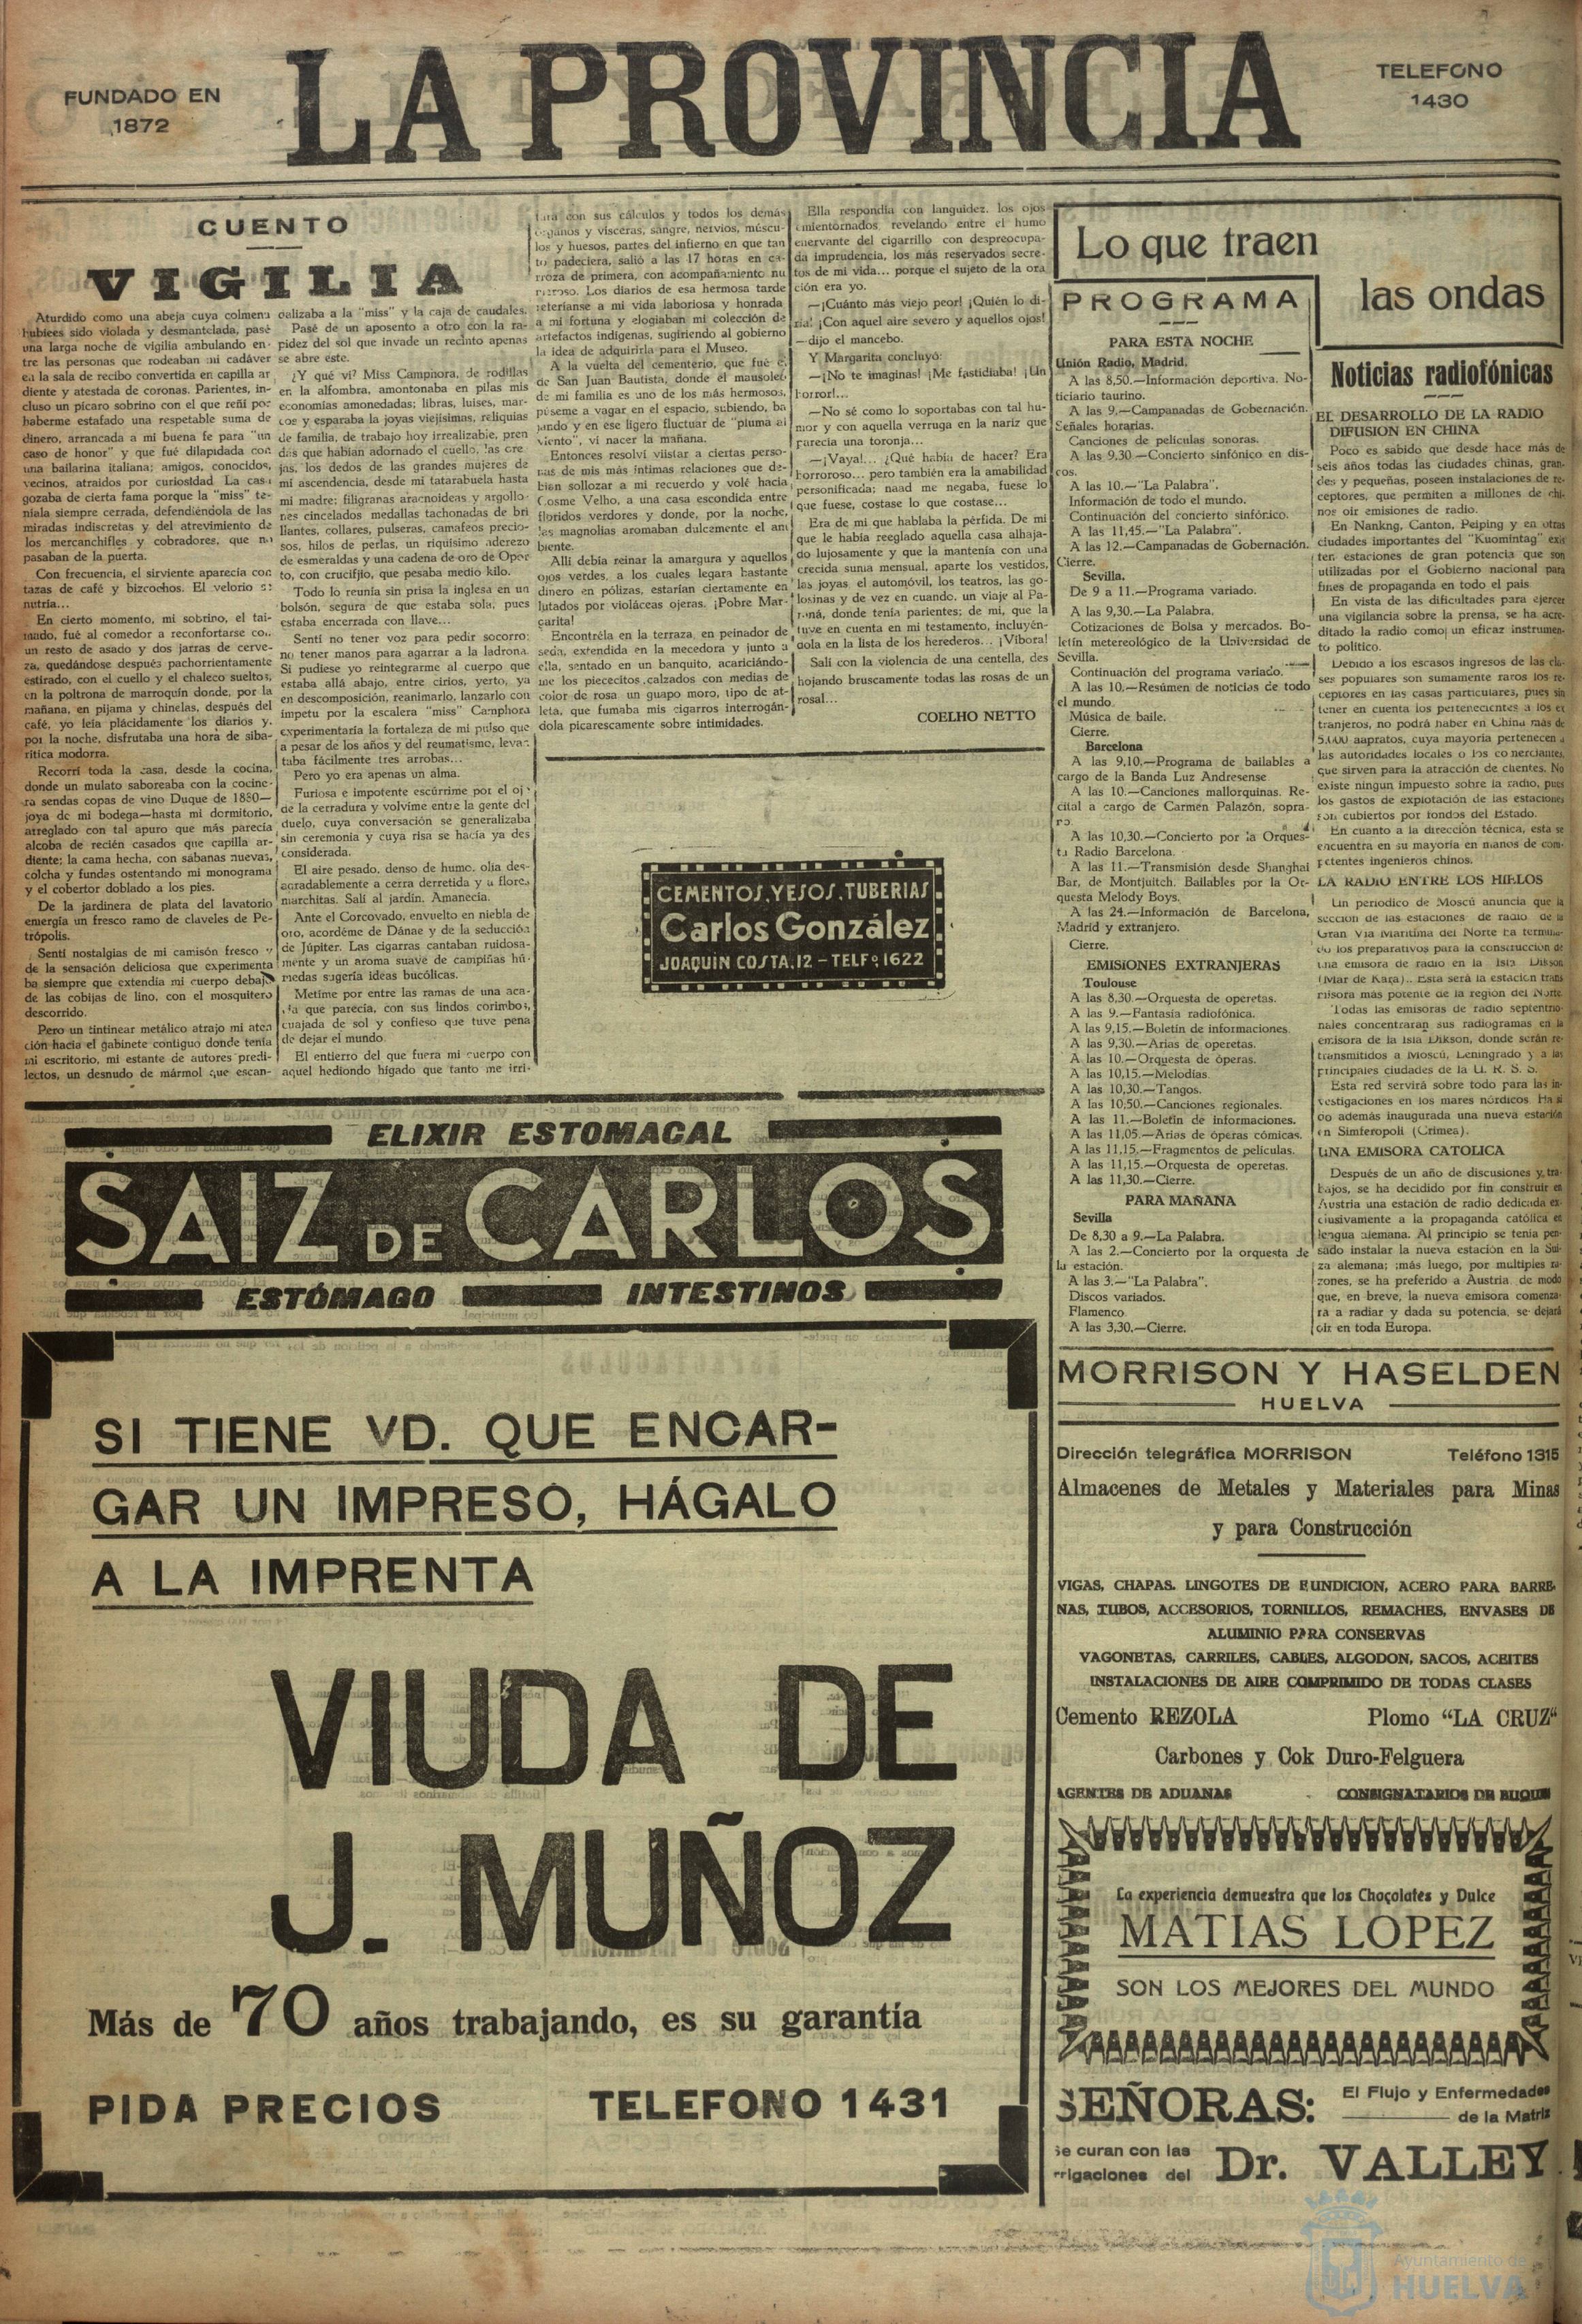 FUNDADO EN
1872
LA PROVINCIA
TELEFONO
1430
CUENTO
VIGILIA
Aturdido como una abeja cuya colmena
hubiees sido violada y desmantelada, pasé
una larga noche de vigilia ambulando en-
tre las personas que rodeaban mi cadáver
en la sala de recibo convertida en capilla ar
diente y atestada de coronas. Parientes, in-
cluso un pícaro sobrino con el que reñí por
haberme estafado una respetable suma de
dinero, arrancada a mi buena fe para "un
caso de honor" y que fué dilapidada con
una bailarina italiana; amigos, conocidos,
vecinos, atraidos por curiosidad La casa
gozaba de cierta fama porque la "miss" te-
níala siempre cerrada, defendiéndola de las
miradas indiscretas y del atrevimiento de
los mercanchifles y cobradores, que no
pasaban de la puerta.
Con frecuencia, el sirviente aparecía con
tazas de café y bizcochos. El velorio se
nutría...
En cierto momento, mi sobrino, el tai-
mado, fué al comedor a reconfortarse con
un resto de asado y dos jarras de cerve-
za, quedándose después pachorrientamente
estirado, con el cuello y el chaleco sueltos,
en la poltrona de marroquín donde, por la
mañana, en pijama y chinelas, después del
café, yo leía plácidamente los diarios y,
por la noche, disfrutaba una hora de siba-
rítica modorra.
Recorrí toda la casa, desde la cocina,
donde un mulato saboreaba con la cocine-
ra sendas copas de vino Duque de 1830—
joya de mi bodega—hasta mi dormitorio,
arreglado con tal apuro que más parecía
alcoba de recién casados que capilla ar-
diente; la cama hecha, con sábanas nuevas,
colcha y fundas ostentando mi monograma
y el cobertor doblado a los pies.
De la jardinera de plata del lavatorio
emergía un fresco ramo de claveles de Pe-
trópolis.
Sentí nostalgias de mi camisón fresco y
de la sensación deliciosa que experimenta
ba siempre que extendía mi cuerpo debajo
de las cobijas de lino, con el mosquitero
descorrido.
Pero un tintinear metálico atrajo mi aten
ción hacia el gabinete contiguo donde tenía
mi escritorio, mi estante de autores predi-
lectos, un desnudo de mármol que escan-
dalizaba a la "miss" y la caja de caudales.
Pasé de un aposento a otro con la ra-
pidez del sol que invade un recinto apenas
se abre este.
¿Y qué ví? Miss Campnora, de rodillas
en la alfombra, amontonaba en pilas mis
economías amonedadas; libras, luises, mar-
cos y esparaba la joyas viejísimas, reliquias
de familia, de trabajo hoy irrealizable, pren
das que habían adornado el cuello, las ore
jas, los dedos de las grandes mujeres de
mi ascendencia, desde mi tatarabuela hasta
mi madre; filigranas aracnoideas y argollo-
nes cincelados medallas tachonadas de bri
llantes, collares, pulseras, camafeos precio-
sos, hilos de perlas, un riquísimo aderezo
de esmeraldas y una cadena de oro de Opor
to, con crucifjio, que pesaba medio kilo.
Todo lo reunía sin prisa la inglesa en un
bolsón, segura de que estaba sola, pues
estaba encerrada con llave...
Sentí no tener voz para pedir socorro;
no tener manos para agarrar a la ladrona.
Si pudiese yo reintegrarme al cuerpo que
estaba allá abajo, entre cirios, yerto, ya
en descomposición, reanimarlo, lanzarlo con
ímpetu por la escalera "miss" Camphora
experimentaría la fortaleza de mi pulso que
a pesar de los años y del reumatismo, levan
taba fácilmente tres arrobas...
Pero yo era apenas un alma.
Furiosa e impotente escúrrime por el ojo
de la cerradura y volvíme entre la gente del
duelo, cuya conversación se generalizaba
sin ceremonia y cuya risa se hacía ya des
considerada.
El aire pesado, denso de humo, olía des-
agradablemente a cerra derretida y a flores
marchitas. Salí al jardín. Amanecía.
Ante el Corcovado, envuelto en niebla de
oro, acordéme de Dánae y de la seducción
de Júpiter. Las cigarras cantaban ruidosa-
mente y un aroma suave de campiñas hú-
medas sugería ideas bucólicas.
Metíme por entre las ramas de una aca-
cia que parecía, con sus lindos corimbos,
cuajada de sol y confieso que tuve pena
de dejar el mundo.
El entierro del que fuera mi cuerpo con
aquel hediondo hígado que tanto me irri-
tara con sus cálculos y todos los demás
órganos y vísceras, sangre, nervios, múscu-
los y huesos, partes del infierno en que tan
to padeciera, salió a las 17 horas en ca-
rroza de primera, con acompañamiento nu
meroso. Los diarios de esa hermosa tarde
referíanse a mi vida laboriosa y honrada
a mi fortuna y elogiaban mi colección de
artefactos indígenas, sugiriendo al gobierno
la idea de adquirirla para el Museo.
A la vuelta del cementerio, que fué el
de San Juan Bautista, donde el mausoleo
de mi familia es uno de los más hermosos,
púseme a vagar en el espacio, subiendo, ba
jando y en ese ligero fluctuar de "pluma al
viento", ví nacer la mañana.
Entonces resolví viistar a ciertas perso-
nas de mis más íntimas relaciones que de-
bían sollozar a mi recuerdo y volé hacia
Cosme Velho, a una casa escondida entre
floridos verdores y donde, por la noche,
las magnolias aromaban dulcemente el am
biente.
Allí debía reinar la amargura y aquellos
ojos verdes, a los cuales legara bastante
dinero en pólizas, estarían ciertamente en
lutados por violáceas ojeras. ¡Pobre Mar-
garita!
Encontréla en la terraza, en peinador de
seda, extendida en la mecedora y junto a
ella, sentado en un banquito, acariciándo-
me los piececitos calzados con medias de
color de rosa, un guapo moro, tipo de at-
leta, que fumaba mis cigarros interrogán-
dola picarescamente sobre intimidades.
Ella respondía con languidez, los ojos
entornados, revelando entre el humo
enervante del cigarrillo con despreocupa-
da imprudencia, los más reservados secre-
tos de mi vida... porque el sujeto de la ora
ción era yo.
—¡Cuánto más viejo peor! ¡Quién lo di-
ría! ¡Con aquel aire severo y aquellos ojos!
—dijo el mancebo.
Y Margarita concluyó:
—¡No te imaginas! ¡Me fastidiaba! ¡Un
horror!...
—No sé como lo soportabas con tal hu-
mor y con aquella verruga en la nariz que
parecía una toronja...
—¡Vaya!... ¿Qué había de hacer? Era
horroroso... pero también era la amabilidad
personificada; naad me negaba, fuese lo
que fuese, costase lo que costase...
Era de mi que hablaba la pérfida. De mi
que le había reeglado aquella casa alhaja-
do lujosamente y que la mantenía con una
crecida suma mensual, aparte los vestidos,
las joyas, el automóvil, los teatros, las go-
losinas y de vez en cuando, un viaje al Pa-
raná, donde tenía parientes; de mi, que la
tuve en cuenta en mi testamento, incluyén-
dola en la lista de los herederos... ¡Víbora!
Salí con la violencia de una centella, des
hojando bruscamente todas las rosas de un
rosal...
COELHO NETTO
CEMENTOS, YESOS, TUBERIAS
Carlos González
JOAQUIN COSTA, 12 – TELFº 1622
ELIXIR ESTOMACAL
SAIZ DE CARLOS
ESTÓMAGO INTESTINOS
SI TIENE VD. QUE ENCAR-
GAR UN IMPRESO, HÁGALO
A LA IMPRENTA
VIUDA DE
J. MUÑOZ
Más de 70 años trabajando, es su garantía
PIDA PRECIOS TELEFONO 1431
Lo que traen
las ondas
PROGRAMA
PARA ESTA NOCHE
Unión Radio, Madrid.
A las 8,50.—Información deportiva. No-
ticiario taurino.
A las 9.—Campanadas de Gobernación.
Señales horarias.
Canciones de películas sonoras.
A las 9,30 —Concierto sinfónico en dis-
cos.
A las 10.—"La Palabra".
Información de todo el mundo.
Continuación del concierto sinfónico.
A las 11,45.—"La Palabra".
A las 12.—Campanadas de Gobernación.
Cierre.
Sevilla.
De 9 a 11.—Programa variado.
A las 9,30.—La Palabra.
Cotizaciones de Bolsa y mercados. Bo-
letín metereológico de la Universidad de
Sevilla.
Continuación del programa variado.
A las 10.—Resúmen de noticias de todo
el mundo.
Música de baile.
Cierre.
Barcelona
A las 9,10.—Programa de bailables a
cargo de la Banda Luz Andresense
A las 10.—Canciones mallorquinas. Re-
cital a cargo de Carmen Palazón, sopra-
no.
A las 10,30.—Concierto por la Orques-
ta Radio Barcelona.
A las 11.—Transmisión desde Shanghai
Bar, de Montjuitch. Bailables por la Or-
questa Melody Boys.
A las 24.—Información de Barcelona,
Madrid y extranjero.
Cierre.
EMISIONES EXTRANJERAS
Toulouse
A las 8,30.—Orquesta de operetas.
A las 9.—Fantasía radiofónica.
A las 9,15.—Boletín de informaciones
A las 9,30.—Arias de operetas.
A las 10.—Orquesta de óperas.
A las 10,15.—Melodías
A las 10,30.—Tangos.
A las 10,50.—Canciones regionales.
A las 11.—Boletín de informaciones.
A las 11,05.—Arias de óperas cómicas.
A las 11,15.—Fragmentos de películas.
A las 11,15.—Orquesta de operetas.
A las 11,30.—Cierre.
PARA MAÑANA
Sevilla
De 8,30 a 9.—La Palabra.
A las 2.—Concierto por la orquesta de
la estación.
A las 3.—"La Palabra".
Discos variados.
Flamenco.
A las 3,30.—Cierre.
Noticias radiofónicas
EL DESARROLLO DE LA RADIO
DIFUSION EN CHINA
Poco es sabido que desde hace más de
seis años todas las ciudades chinas, gran-
des y pequeñas, poseen instalaciones de re-
ceptores, que permiten a millones de chi-
nos oir emisiones de radio.
En Nankng, Canton, Peiping y en otras
ciudades importantes del "Kuomintag" exis
ten estaciones de gran potencia que son
utilizadas por el Gobierno nacional para
fines de propaganda en todo el pais
En vista de las dificultades para ejercer
una vigilancia sobre la prensa, se ha acre-
ditado la radio como un eficaz instrumen-
to político.
Debido a los escasos ingresos de las cla-
ses populares son sumamente raros los re-
ceptores en las casas particulares, pues sin
tener en cuenta los pertenecientes a los ex
tranjeros, no podrá haber en China más de
5.000 aapratos, cuya mayoría pertenecen a
las autoridades locales o los comerciantes,
que sirven para la atracción de clientes. No
existe ningun impuesto sobre la radio, pues
los gastos de explotación de las estaciones
son cubiertos por fondos del Estado.
En cuanto a la dirección técnica, esta se
encuentra en su mayoría en manos de com-
petentes ingenieros chinos.
LA RADIO ENTRE LOS HIELOS
Un periodico de Moscú anuncia que la
seccion de las estaciones de radio de la
Gran Via Maritima del Norte ha termina-
do los preparativos para la construccion de
una emisora de radio en la Isla Dikson
(Mar de Kara).. Esta será la estación trans
misora más potente de la región del Norte
Todas las emisoras de radio septentrio-
nales concentraran sus radiogramas en la
emisora de la Isla Dikson, donde serán re-
transmitidos a Moscú, Leningrado y a las
principales ciudades de la U. R. S. S.
Esta red servirá sobre todo para las in-
vestigaciones en los mares nórdicos. Ha si
do además inaugurada una nueva estación
en Simferopoli (Crimea).
UNA EMISORA CATOLICA
Después de un año de discusiones y tra-
bajos, se ha decidido por fin construir en
Austria una estación de radio dedicada ex-
clusivamente a la propaganda católica en
lengua alemana. Al principio se tenía pen-
sado instalar la nueva estación en la Sui-
za alemana; más luego, por multiples ra-
zones, se ha preferido a Austria de modo
que, en breve, la nueva emisora comenza-
ra a radiar y dada su potencia, se dejará
oir en toda Europa.
MORRISON Y HASELDEN
HUELVA
Dirección telegráfica MORRISON Teléfono 1315
Almacenes de Metales y Materiales para Minas
y para Construcción
VIGAS, CHAPAS. LINGOTES DE FUNDICION, ACERO PARA BARRE-
NAS, TUBOS, ACCESORIOS, TORNILLOS, REMACHES, ENVASES DE
ALUMINIO PARA CONSERVAS
VAGONETAS, CARRILES, CABLES, ALGODON, SACOS, ACEITES
INSTALACIONES DE AIRE COMPRIMIDO DE TODAS CLASES
Cemento REZOLA Plomo "LA CRUZ"
Carbones y Cok Duro-Felguera
AGENTES DE ADUANAS CONSIGNATARIOS DE BUQUES
La experiencia demuestra que los Chocolates y Dulce
MATIAS LOPEZ
SON LOS MEJORES DEL MUNDO
SEÑORAS: El Flujo y Enfermedades
de la Matriz
se curan con las
rrigaciones del Dr. VALLEY
Ayuntamiento de
HUELVA